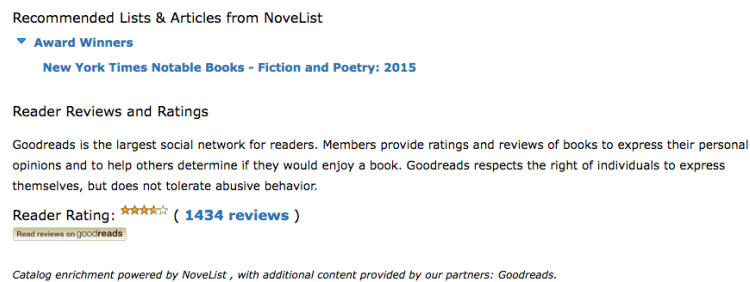 Recommended Lists & Articles from NoveList
Award Winners
New York Times Notable Books - Fiction and Poetry: 2015
Reader Reviews and Ratings
Goodreads is the largest social network for readers. Members provide ratings and reviews of books to express their personal
opinions and to help others determine if they would enjoy a book. Goodreads respects the right of individuals to express
themselves, but does not tolerate abusive behavior.
Reader Rating: ( 1434 reviews )
Read reviews on goodreads
Catalog enrichment powered by NoveList , with additional content provided by our partners: Goodreads.